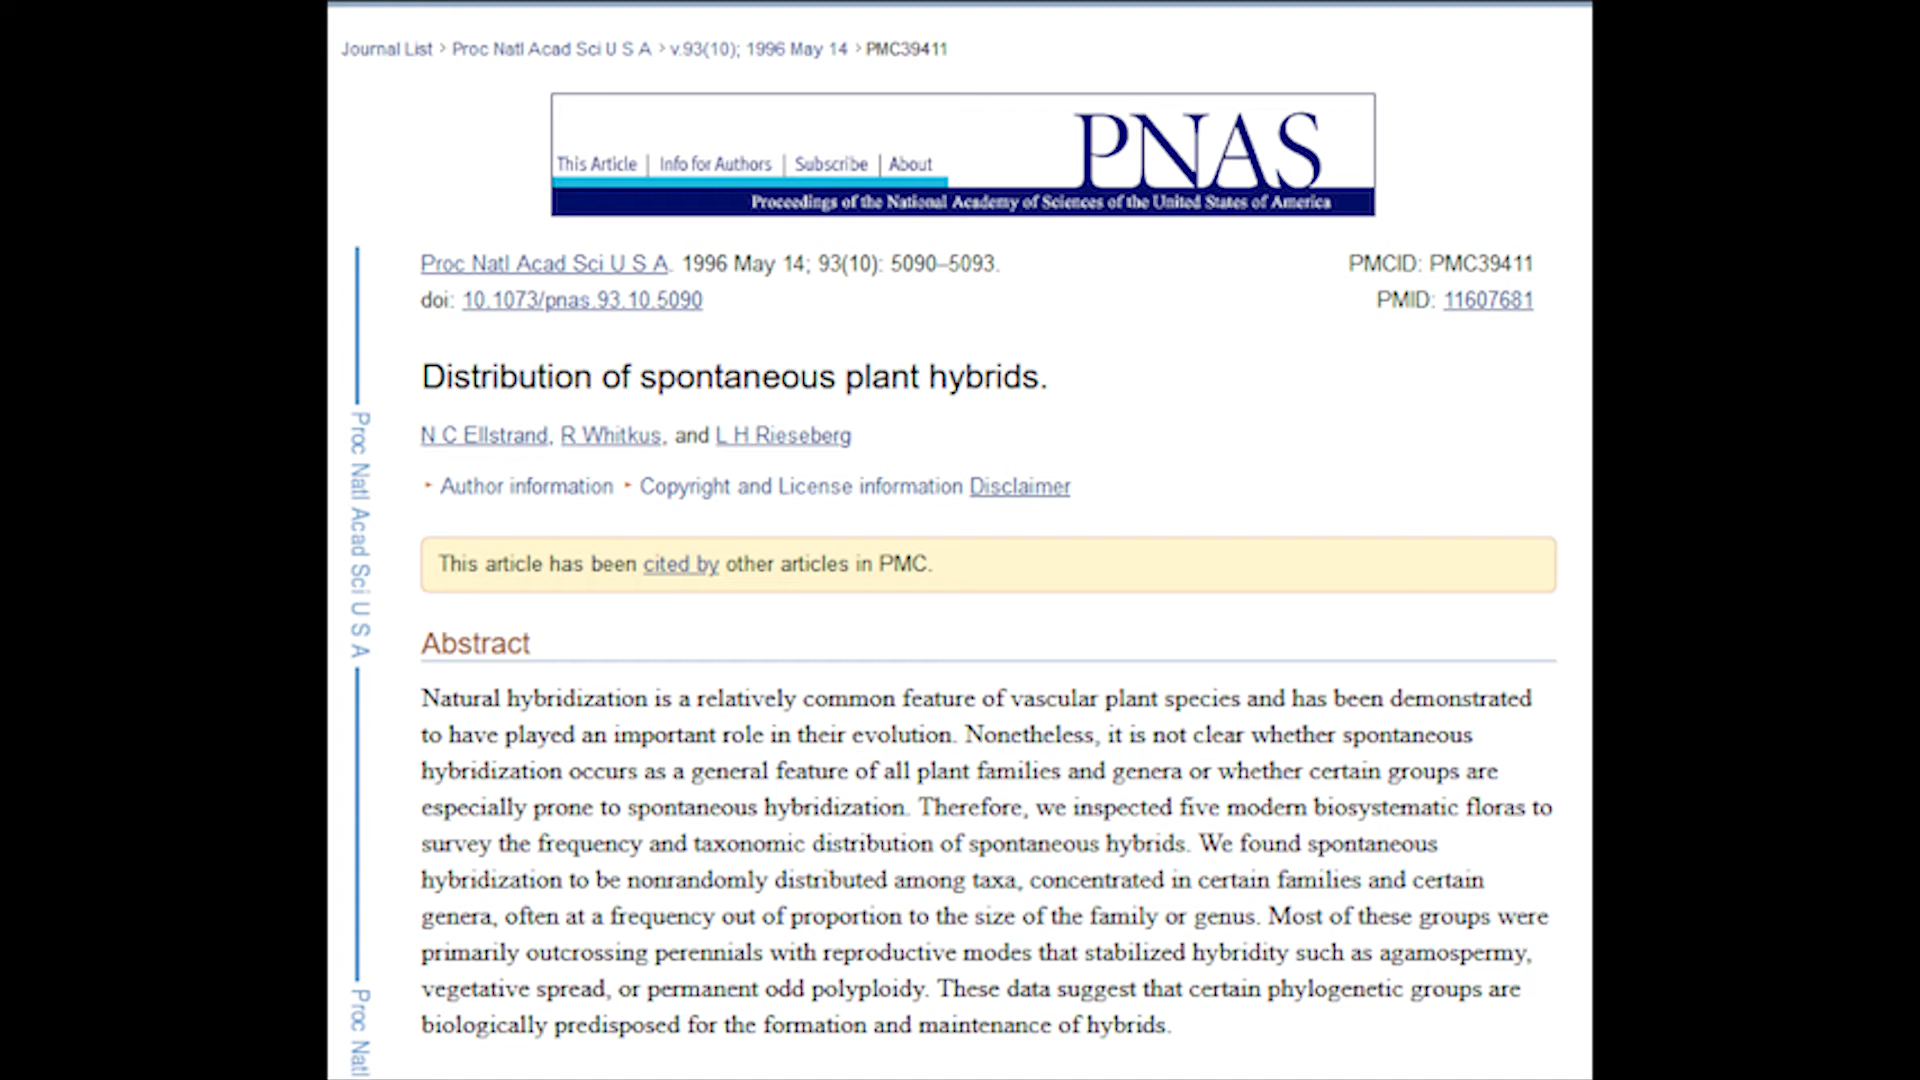 Journal List > Proc Natl Acad Sci U S A > v.93(10); 1996 May 14 > PMC39411
PNAS
This Article | Info for Authors | Subscribe | About
Proceedings of the National Academy of Sciences of the United States of America
Proc Natl Acad Sci U S A. 1996 May 14; 93(10): 5090–5093.
PMCID: PMC39411
doi: 10.1073/pnas.93.10.5090
PMID: 11607681
Distribution of spontaneous plant hybrids.
N C Ellstrand, R Whitkus, and L H Rieseberg
Author information ‣ Copyright and License information Disclaimer
This article has been cited by other articles in PMC.
Abstract
Natural hybridization is a relatively common feature of vascular plant species and has been demonstrated
to have played an important role in their evolution. Nonetheless, it is not clear whether spontaneous
hybridization occurs as a general feature of all plant families and genera or whether certain groups are
especially prone to spontaneous hybridization. Therefore, we inspected five modern biosystematic floras to
survey the frequency and taxonomic distribution of spontaneous hybrids. We found spontaneous
hybridization to be nonrandomly distributed among taxa, concentrated in certain families and certain
genera, often at a frequency out of proportion to the size of the family or genus. Most of these groups were
primarily outcrossing perennials with reproductive modes that stabilized hybridity such as agamospermy,
vegetative spread, or permanent odd polyploidy. These data suggest that certain phylogenetic groups are
biologically predisposed for the formation and maintenance of hybrids.
Proc Natl Acad Sci U S A
Proc Natl